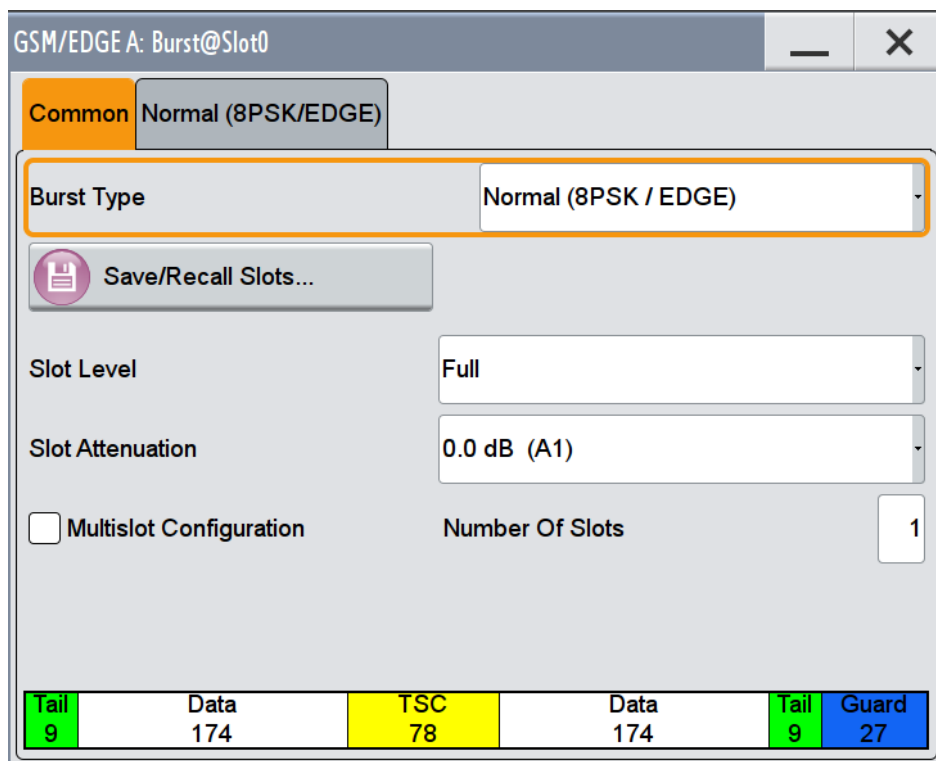 GSM/EDGE A: Burst@Slot0
Common Normal (8PSK/EDGE)
Burst Type Normal (8PSK / EDGE)
Save/Recall Slots...
Slot Level Full
Slot Attenuation 0.0 dB (A1)
Multislot Configuration Number Of Slots 1
Tail Data TSC Data Tail Guard
9 174 78 174 9 27